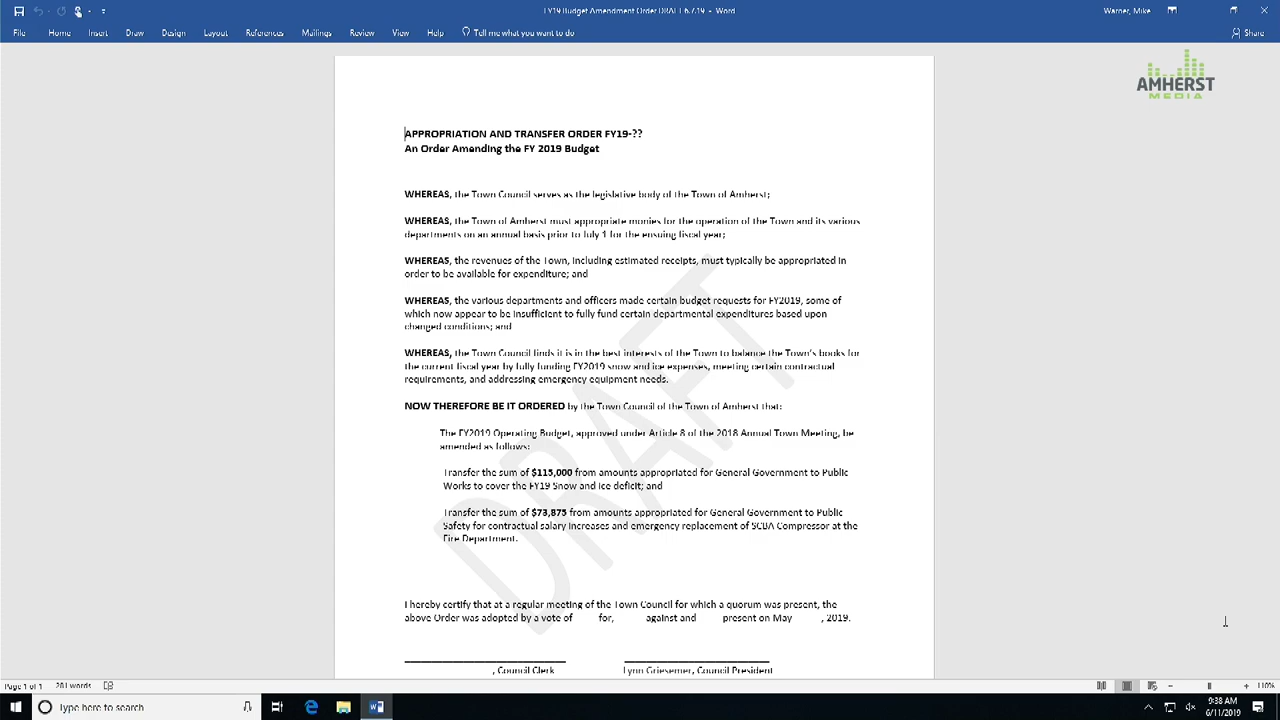 FY19 Budget Amendment Order DRAFT 6.7.19 - Word
Warner, Mike
File Home Insert Draw Design Layout References Mailings Review View Help Tell me what you want to do Share
AMHERST
MEDIA
APPROPRIATION AND TRANSFER ORDER FY19-??
An Order Amending the FY 2019 Budget
WHEREAS, the Town Council serves as the legislative body of the Town of Amherst;
WHEREAS, the Town of Amherst must appropriate monies for the operation of the Town and its various
departments on an annual basis prior to July 1 for the ensuing fiscal year;
WHEREAS, the revenues of the Town, including estimated receipts, must typically be appropriated in
order to be available for expenditure; and
WHEREAS, the various departments and officers made certain budget requests for FY2019, some of
which now appear to be insufficient to fully fund certain departmental expenditures based upon
changed conditions; and
WHEREAS, the Town Council finds it is in the best interests of the Town to balance the Town's books for
the current fiscal year by fully funding FY2019 snow and ice expenses, meeting certain contractual
requirements, and addressing emergency equipment needs.
NOW THEREFORE BE IT ORDERED by the Town Council of the Town of Amherst that:
The FY2019 Operating Budget, approved under Article 8 of the 2018 Annual Town Meeting, be
amended as follows:
Transfer the sum of $115,000 from amounts appropriated for General Government to Public
Works to cover the FY19 Snow and Ice deficit; and
Transfer the sum of $73,875 from amounts appropriated for General Government to Public
Safety for contractual salary increases and emergency replacement of SCBA Compressor at the
Fire Department.
DRAFT
I hereby certify that at a regular meeting of the Town Council for which a quorum was present, the
above Order was adopted by a vote of for, against and present on May , 2019.
, Council Clerk Lynn Griesemer, Council President
Page 1 of 1 201 words 110%
Type here to search
9:38 AM
6/11/2019